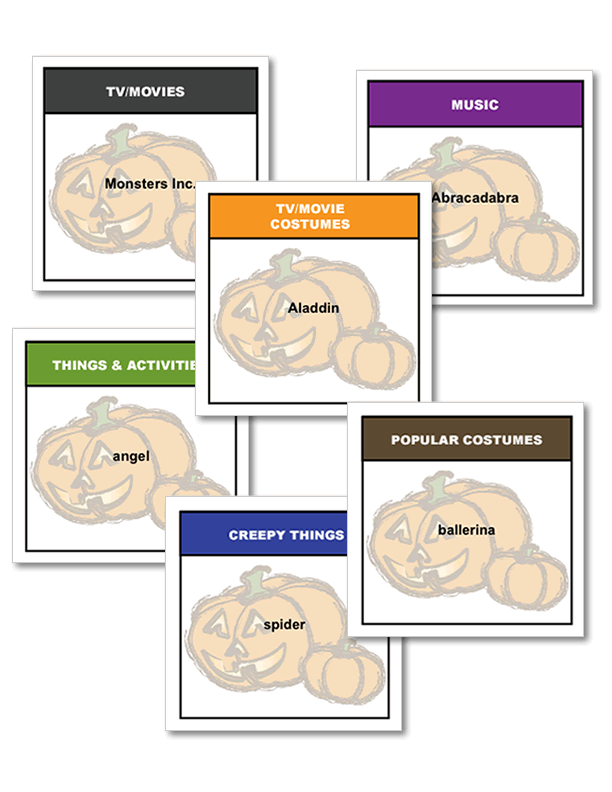 TV/MOVIES
Monsters Inc.
MUSIC
Abracadabra
TV/MOVIE
COSTUMES
Aladdin
THINGS & ACTIVITIE
angel
POPULAR COSTUMES
ballerina
CREEPY THINGS
spider